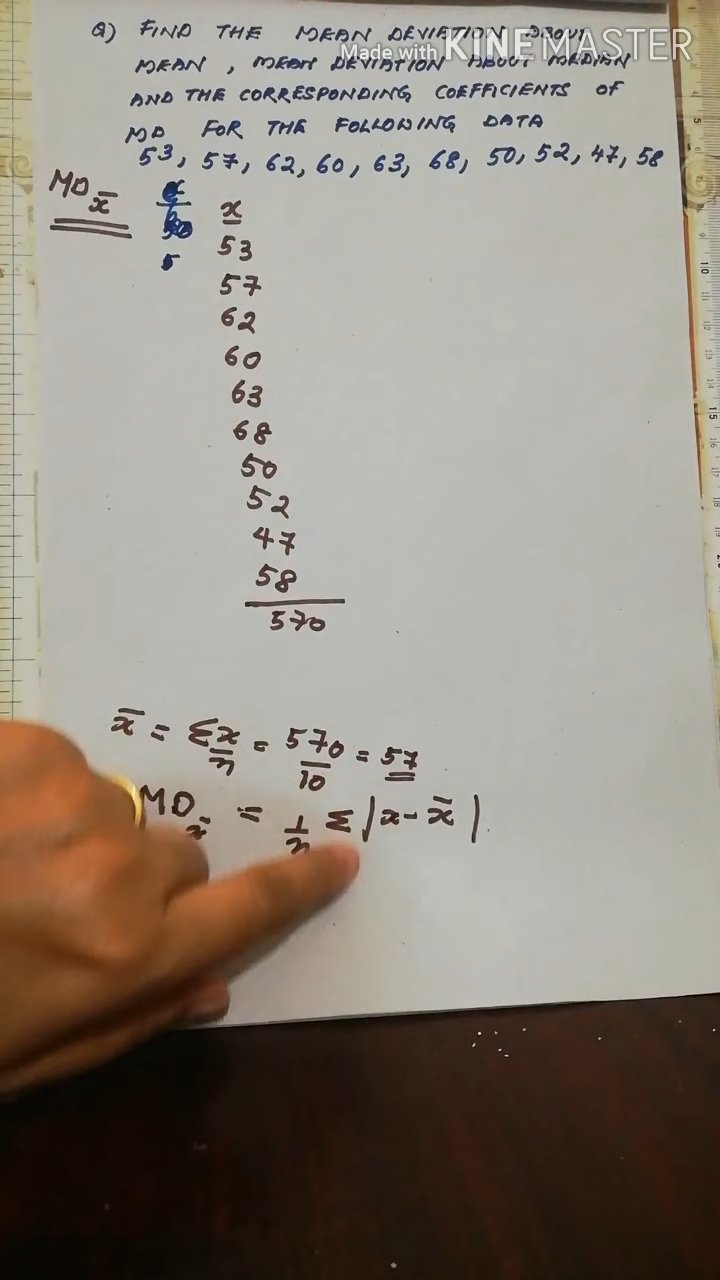 Q) FIND THE MEAN DEVIATION ABOUT
Made with KINEMASTER
MEAN, MEAN DEVIATION ABOUT MEDIAN
AND THE CORRESPONDING COEFFICIENTS OF
MD FOR THE FOLLOWING DATA
53, 57, 62, 60, 63, 68, 50, 52, 47, 58
MD x̄
x
53
5
57
62
60
63
68
50
52
47
58
570
x̄ = Σx/n = 570/10 = 57
MD x̄ = 1/n Σ|x - x̄|